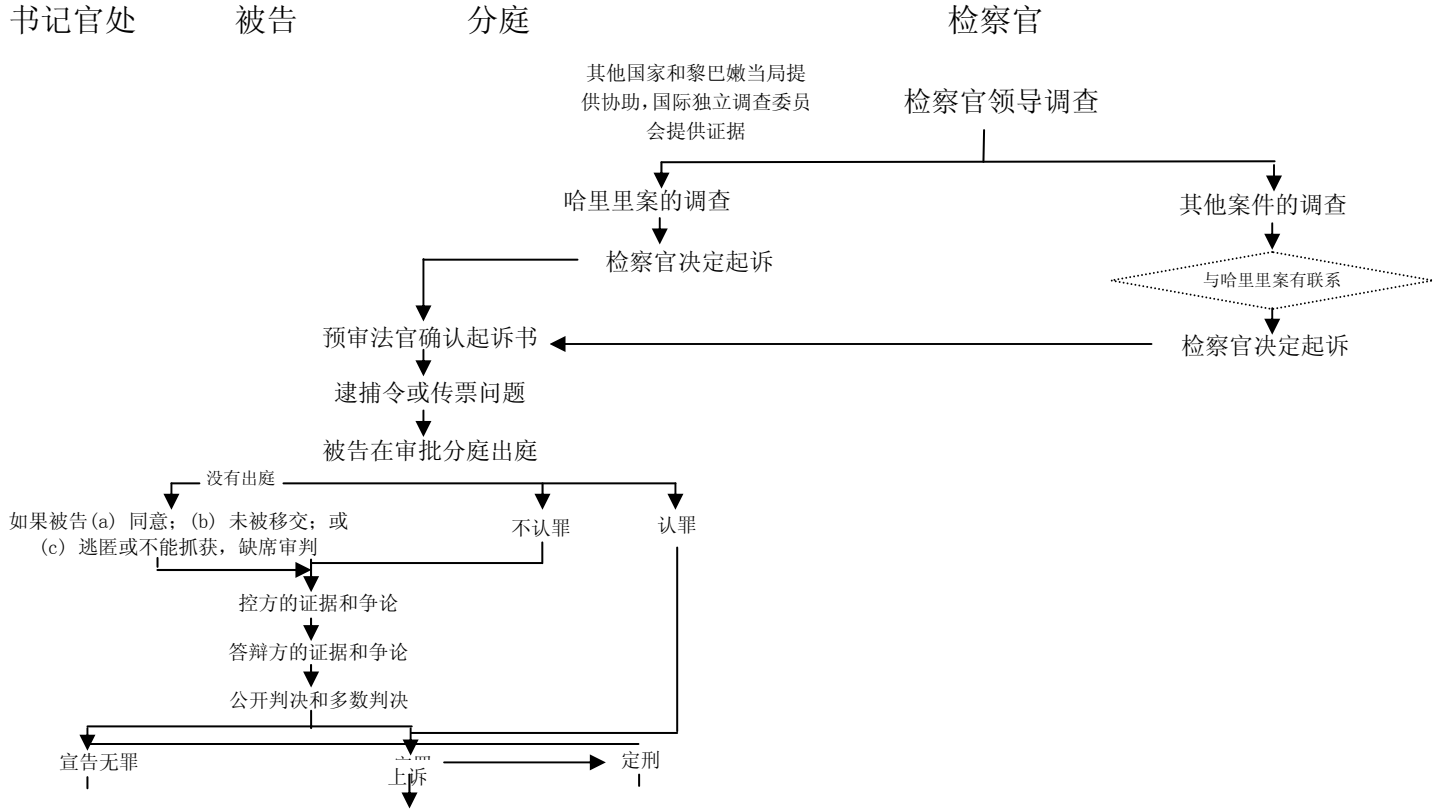 书记官处 被告 分庭 检察官
其他国家和黎巴嫩当局提
供协助，国际独立调查委员
会提供证据
检察官领导调查
哈里里案的调查
其他案件的调查
检察官决定起诉
与哈里里案有联系
预审法官确认起诉书
检察官决定起诉
逮捕令或传票问题
被告在审批分庭出庭
没有出庭
如果被告(a) 同意；(b) 未被移交；或
(c) 逃匿或不能抓获，缺席审判
不认罪
认罪
控方的证据和争论
答辩方的证据和争论
公开判决和多数判决
宣告无罪
定刑
上诉